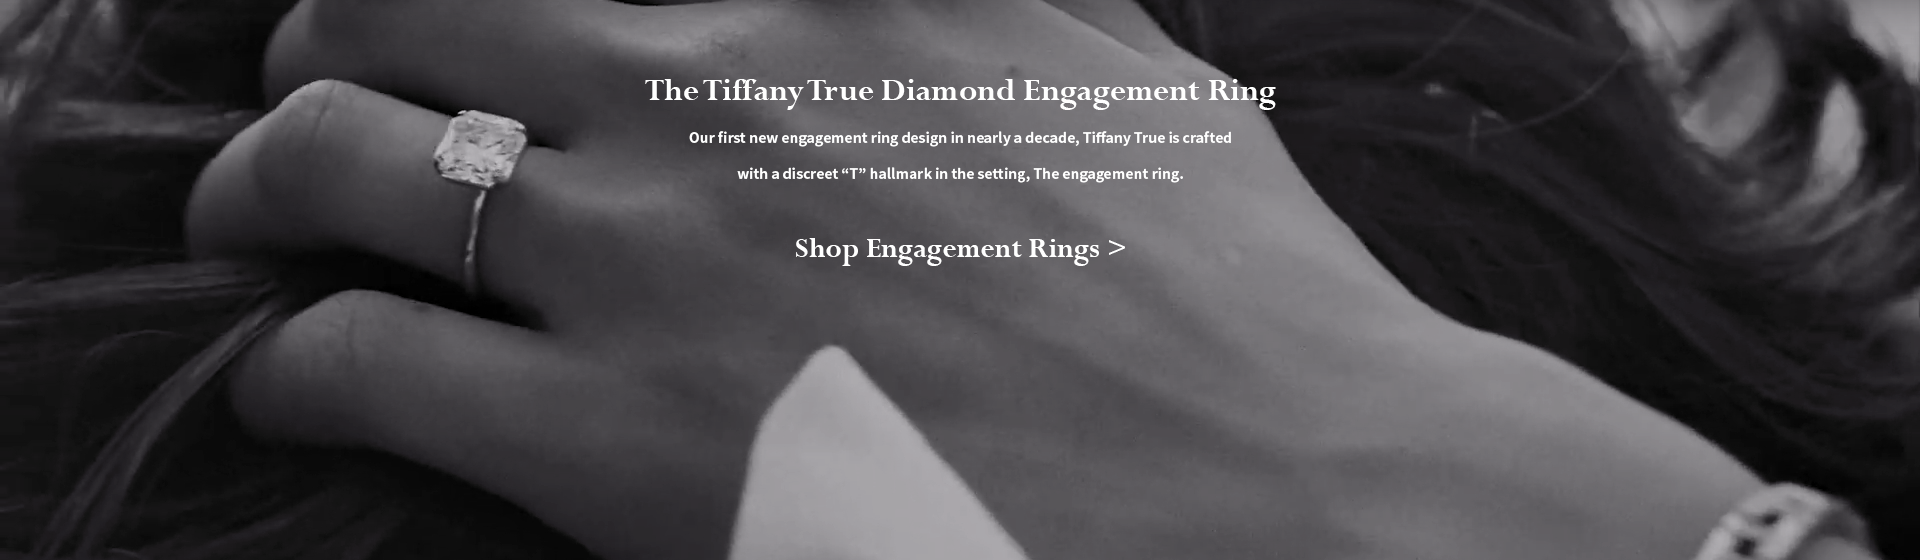 The Tiffany True Diamond Engagement Ring
Our first new engagement ring design in nearly a decade, Tiffany True is crafted
with a discreet “T” hallmark in the setting, The engagement ring.
Shop Engagement Rings >